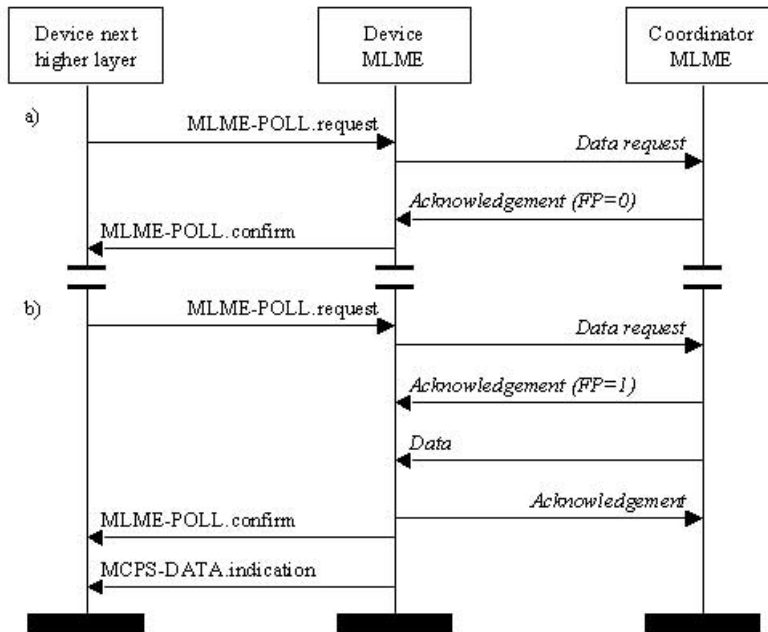 Device next
higher layer
Device
MLME
Coordinator
MLME
a)
MLME-POLL.request
Data request
Acknowledgement (FP=0)
MLME-POLL.confirm
b)
MLME-POLL.request
Data request
Acknowledgement (FP=1)
Data
Acknowledgement
MLME-POLL.confirm
MCPS-DATA.indication